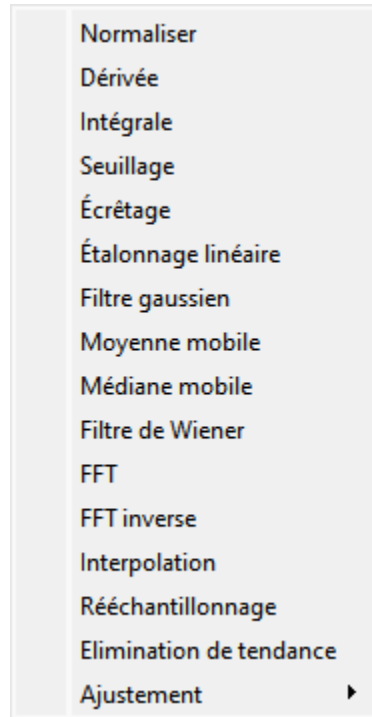 Normaliser
Dérivée
Intégrale
Seuillage
Écrêtage
Étalonnage linéaire
Filtre gaussien
Moyenne mobile
Médiane mobile
Filtre de Wiener
FFT
FFT inverse
Interpolation
Rééchantillonnage
Elimination de tendance
Ajustement